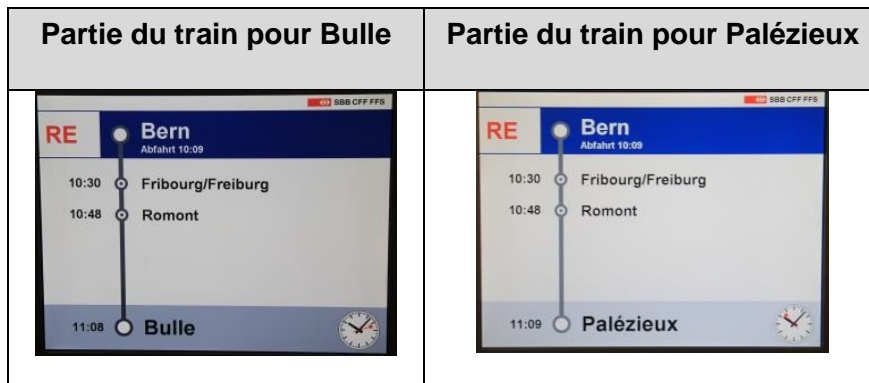 Partie du train pour Bulle
SBB CFF FFS
RE
Bern
Abfahrt 10:09
10:30 Fribourg/Freiburg
10:48 Romont
11:08 Bulle
Partie du train pour Palézieux
SBB CFF FFS
RE
Bern
Abfahrt 10:09
10:30 Fribourg/Freiburg
10:48 Romont
11:09 Palézieux